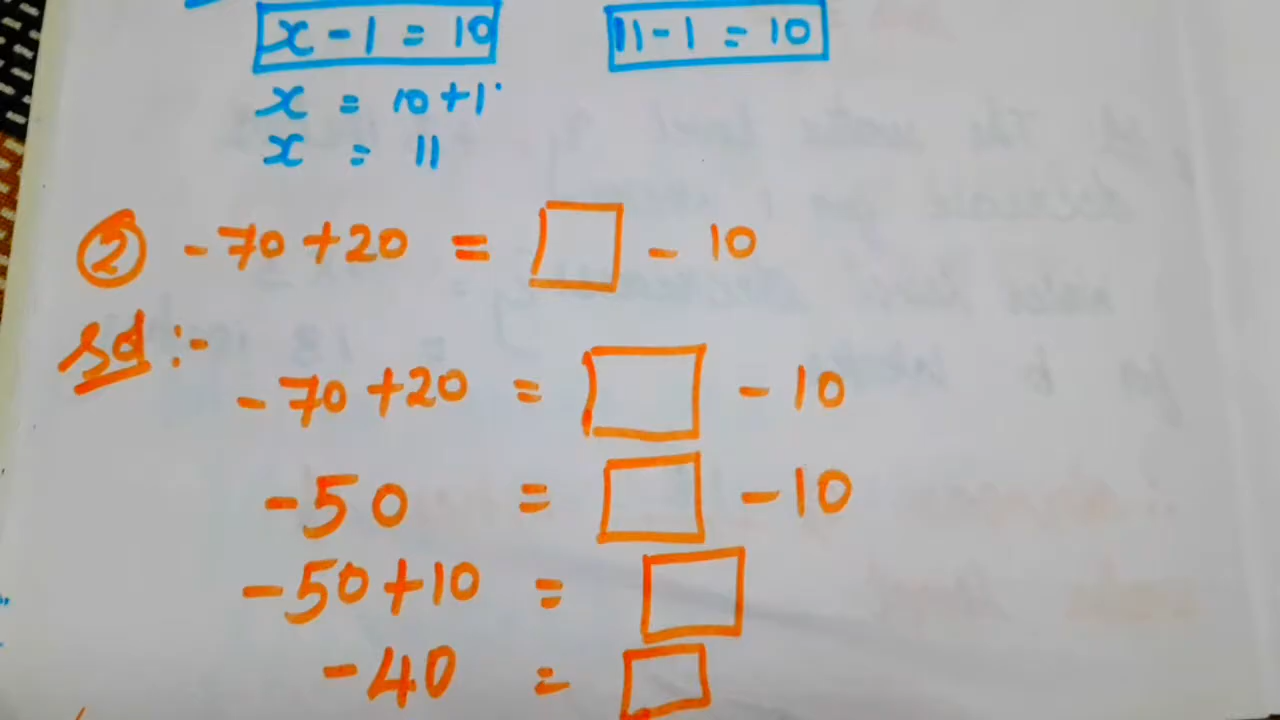 x - 1 = 10 11 - 1 = 10
x = 10 + 1
x = 11
② - 70 + 20 = □ - 10
Sol :-
- 70 + 20 = □ - 10
- 50 = □ - 10
- 50 + 10 = □
- 40 = □